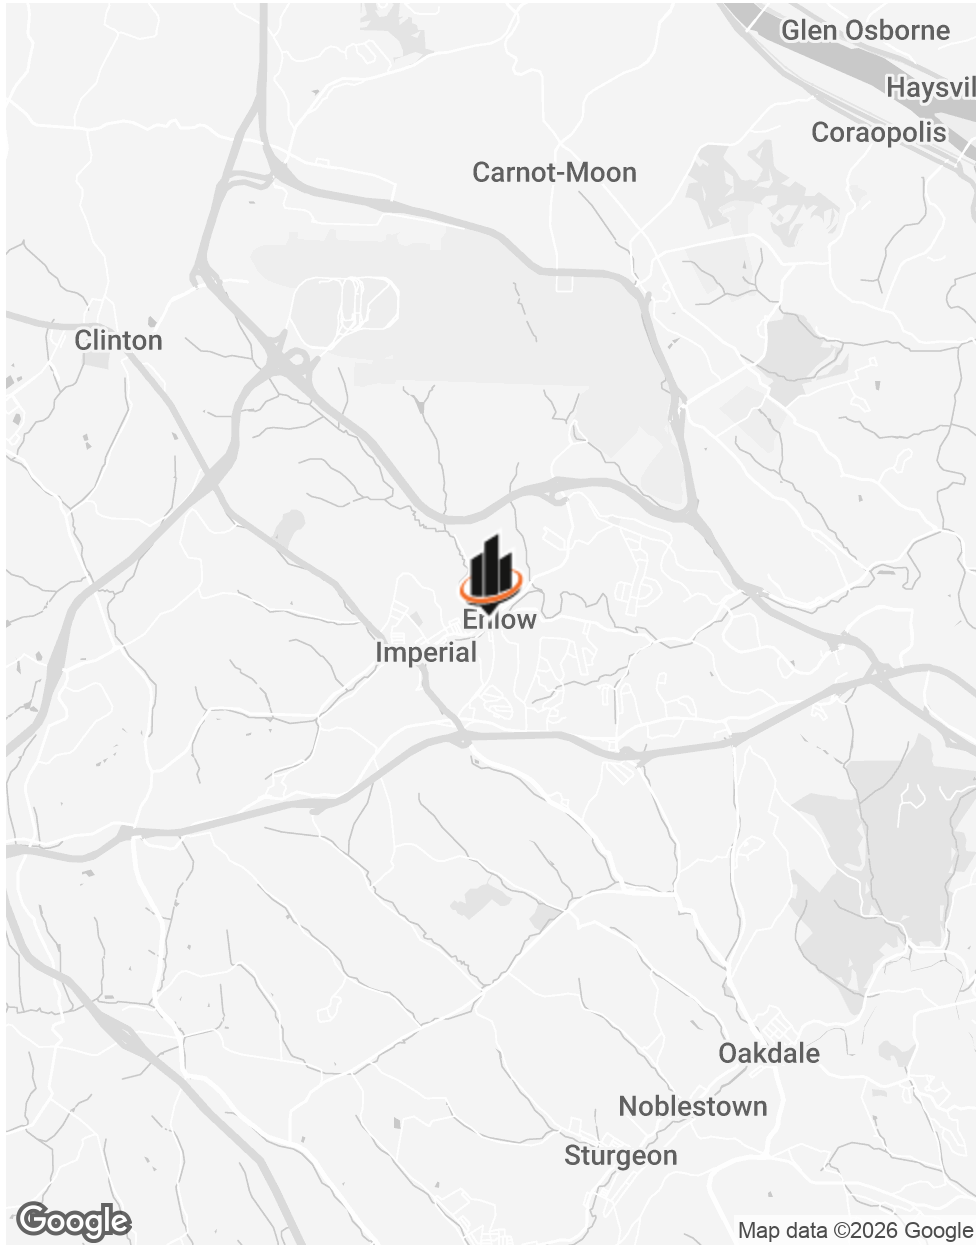 Glen Osborne
Haysvil
Coraopolis
Carnot-Moon
Clinton
Enlow
Imperial
Oakdale
Noblestown
Sturgeon
Google
Map data ©2026 Google